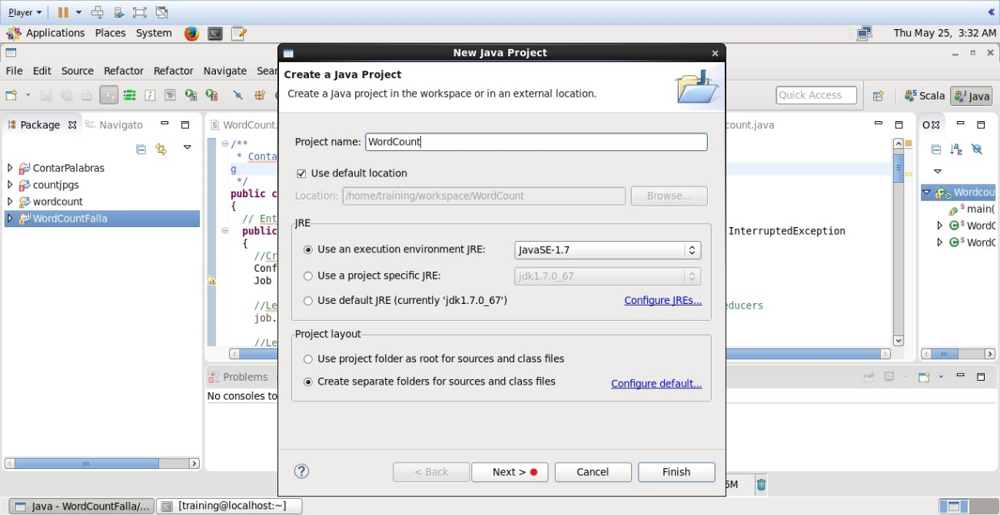 Player
Applications Places System Thu May 25, 3:32 AM
New Java Project
File Edit Source Refactor Refactor Navigate Sear
Create a Java Project
Create a Java project in the workspace or in an external location.
Quick Access Scala Java
Package Navigato WordCount. count.java
Project name: WordCount
Use default location
Location: /home/training/workspace/WordCount Browse...
ContarPalabras
countjpgs
wordcount
WordCountFalla
/**
* Conta
g
*/
public c
{
// Ent
public InterruptedException
{
//Cr
Conf
Job
//Le educers
job.
//Le
JRE
Use an execution environment JRE: JavaSE-1.7
Use a project specific JRE: jdk1.7.0_67
Use default JRE (currently 'jdk1.7.0_67') Configure JREs...
Project layout
Use project folder as root for sources and class files
Create separate folders for sources and class files Configure default...
Wordcou
main(
WordC
WordC
Problems
No consoles to
? < Back Next > Cancel Finish
Java - WordCountFalla/... [training@localhost:~]